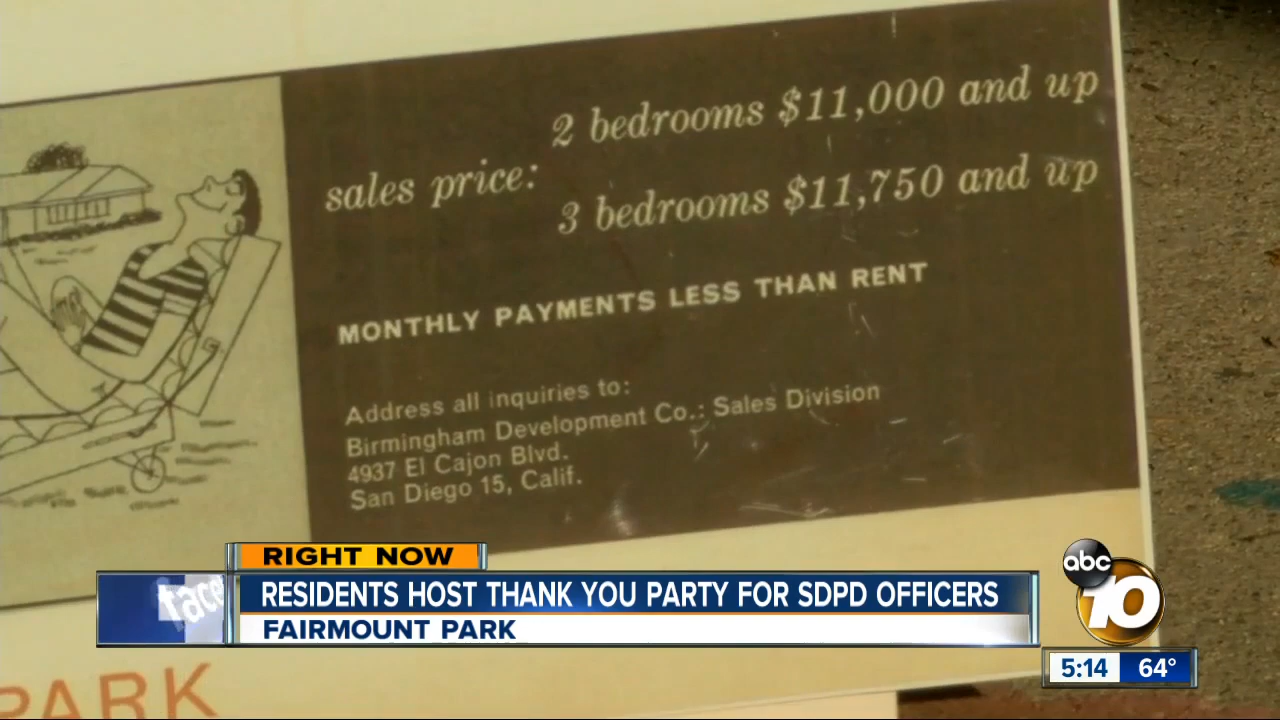 2 bedrooms $11,000 and up
sales price:
3 bedrooms $11,750 and up
MONTHLY PAYMENTS LESS THAN RENT
Address all inquiries to:
Birmingham Development Co.: Sales Division
4937 El Cajon Blvd.
San Diego 15, Calif.
RIGHT NOW
face
RESIDENTS HOST THANK YOU PARTY FOR SDPD OFFICERS
FAIRMOUNT PARK
abc
10
5:14 64°
PARK